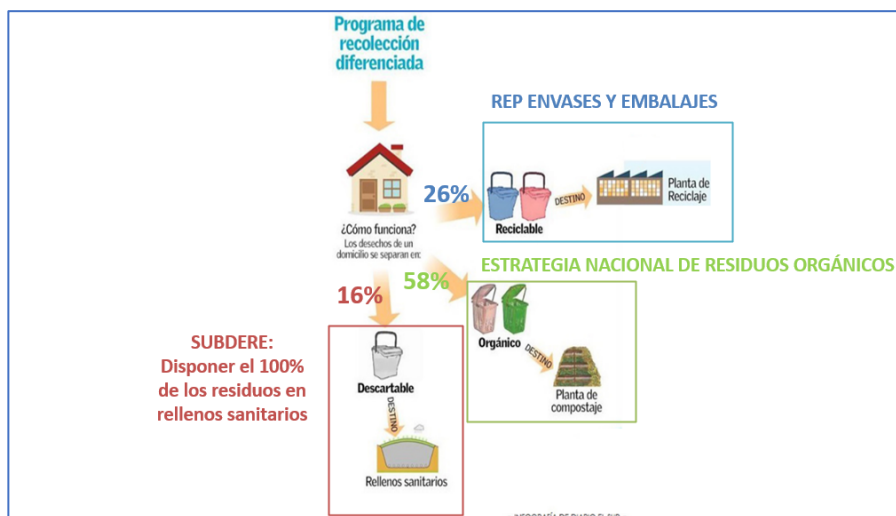 Programa de
recolección
diferenciada
REP ENVASES Y EMBALAJES
26%
DESTINO
Planta de
Reciclaje
Reciclable
¿Cómo funciona?
Los desechos de un
domicilio se separan en:
ESTRATEGIA NACIONAL DE RESIDUOS ORGÁNICOS
58%
16%
Orgánico
DESTINO
Planta de
compostaje
SUBDERE:
Disponer el 100%
de los residuos en
rellenos sanitarios
Descartable
DESTINO
Rellenos sanitarios